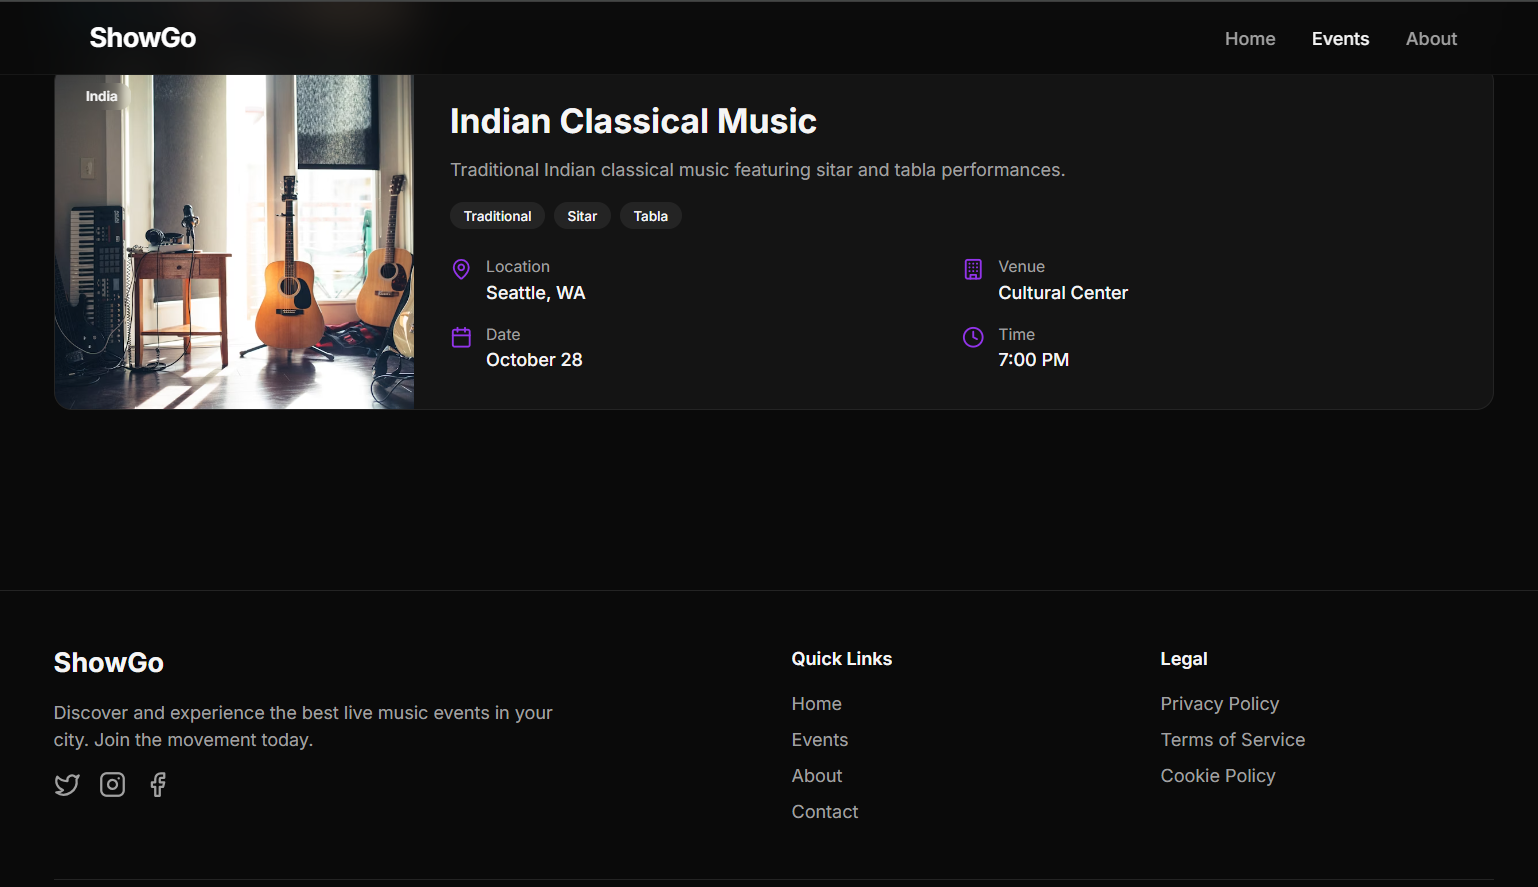 ShowGo
Home Events About
India
Indian Classical Music
Traditional Indian classical music featuring sitar and tabla performances.
Traditional Sitar Tabla
Location
Seattle, WA
Venue
Cultural Center
Date
October 28
Time
7:00 PM
ShowGo
Discover and experience the best live music events in your
city. Join the movement today.
Quick Links
Home
Events
About
Contact
Legal
Privacy Policy
Terms of Service
Cookie Policy